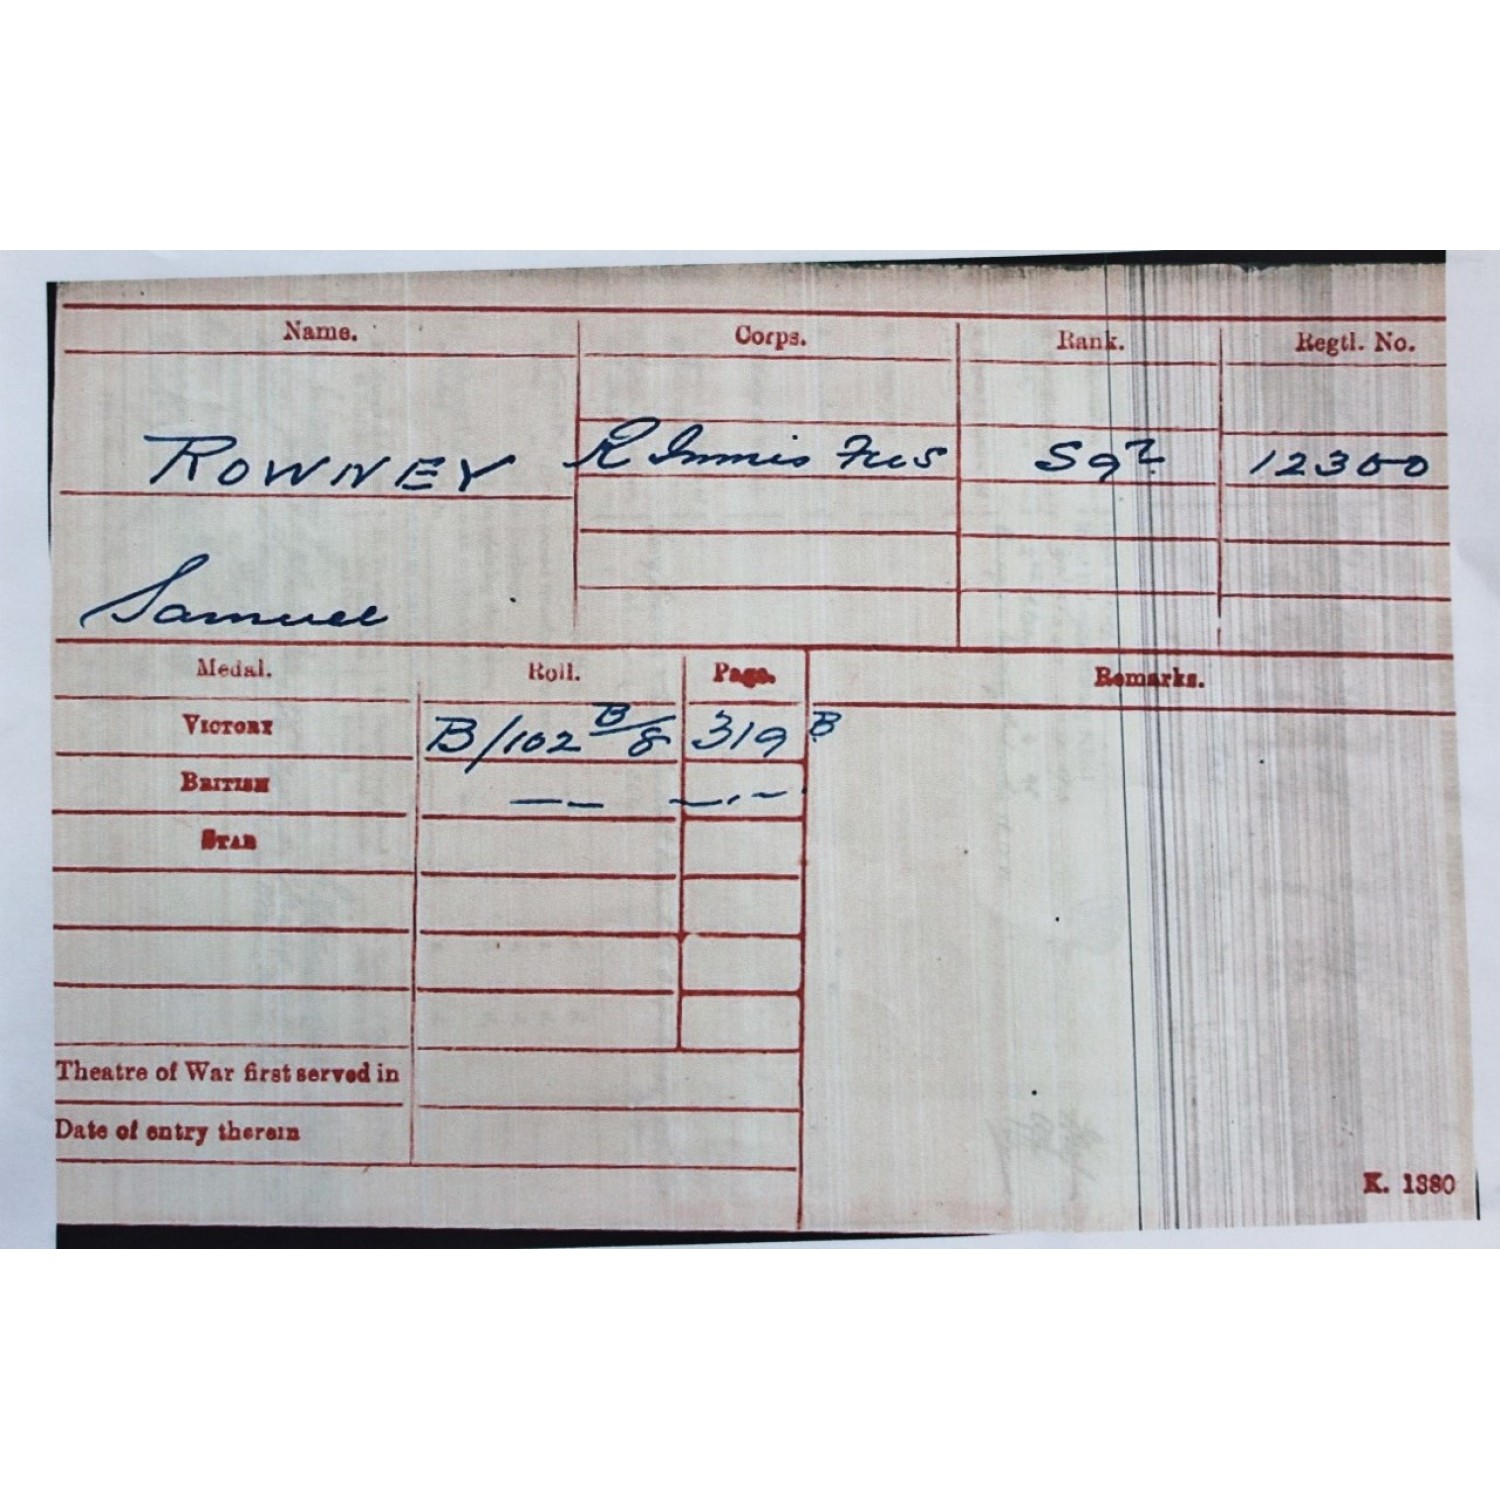 Name. Corps. Rank. Regtl. No.
ROWNEY R Innis Fus Sgt 12300
Samuel
Medal. Roll. Page. Remarks.
VICTORY B/102 B/8 319 B
BRITISH — — — . —
STAR
Theatre of War first served in
Date of entry therein
K. 1380